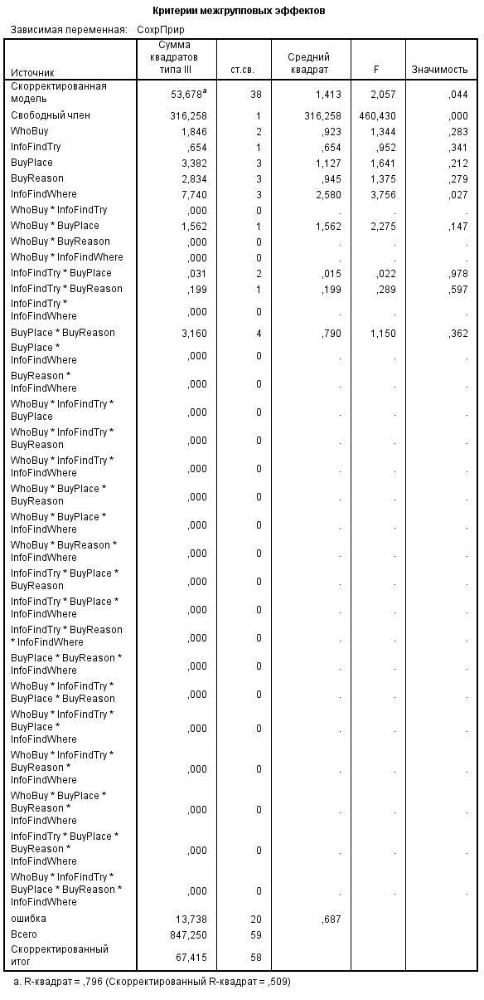 Критерии межгрупповых эффектов
Зависимая переменная: СохрПрир
Источник Сумма квадратов типа III ст.св. Средний квадрат F Значимость
Скорректированная модель 53,678a 38 1,413 2,057 ,044
Свободный член 316,258 1 316,258 460,430 ,000
WhoBuy 1,846 2 ,923 1,344 ,283
InfoFindTry ,654 1 ,654 ,952 ,341
BuyPlace 3,382 3 1,127 1,641 ,212
BuyReason 2,834 3 ,945 1,375 ,279
InfoFindWhere 7,740 3 2,580 3,756 ,027
WhoBuy * InfoFindTry ,000 0 . . .
WhoBuy * BuyPlace 1,562 1 1,562 2,275 ,147
WhoBuy * BuyReason ,000 0 . . .
WhoBuy * InfoFindWhere ,000 0 . . .
InfoFindTry * BuyPlace ,031 2 ,015 ,022 ,978
InfoFindTry * BuyReason ,199 1 ,199 ,289 ,597
InfoFindTry * InfoFindWhere ,000 0 . . .
BuyPlace * BuyReason 3,160 4 ,790 1,150 ,362
BuyPlace * InfoFindWhere ,000 0 . . .
BuyReason * InfoFindWhere ,000 0 . . .
WhoBuy * InfoFindTry * BuyPlace ,000 0 . . .
WhoBuy * InfoFindTry * BuyReason ,000 0 . . .
WhoBuy * InfoFindTry * InfoFindWhere ,000 0 . . .
WhoBuy * BuyPlace * BuyReason ,000 0 . . .
WhoBuy * BuyPlace * InfoFindWhere ,000 0 . . .
WhoBuy * BuyReason * InfoFindWhere ,000 0 . . .
InfoFindTry * BuyPlace * BuyReason ,000 0 . . .
InfoFindTry * BuyPlace * InfoFindWhere ,000 0 . . .
InfoFindTry * BuyReason * InfoFindWhere ,000 0 . . .
BuyPlace * BuyReason * InfoFindWhere ,000 0 . . .
WhoBuy * InfoFindTry * BuyPlace * BuyReason ,000 0 . . .
WhoBuy * InfoFindTry * BuyPlace * InfoFindWhere ,000 0 . . .
WhoBuy * InfoFindTry * BuyReason * InfoFindWhere ,000 0 . . .
WhoBuy * BuyPlace * BuyReason * InfoFindWhere ,000 0 . . .
InfoFindTry * BuyPlace * BuyReason * InfoFindWhere ,000 0 . . .
WhoBuy * InfoFindTry * BuyPlace * BuyReason * InfoFindWhere ,000 0 . . .
ошибка 13,738 20 ,687
Всего 847,250 59
Скорректированный итог 67,415 58
a. R-квадрат = ,796 (Скорректированный R-квадрат = ,509)